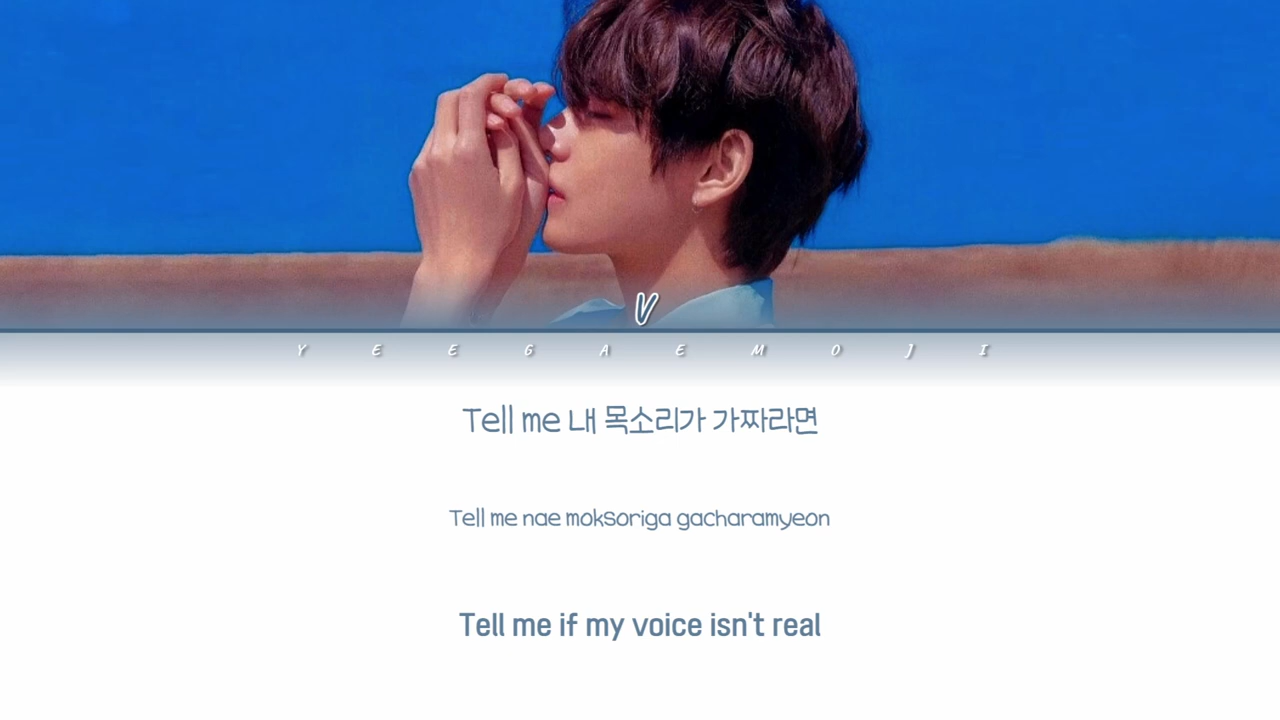 V
YEEGAEMOJI
Tell me 내 목소리가 가짜라면
Tell me nae moksoriga gacharamyeon
Tell me if my voice isn't real